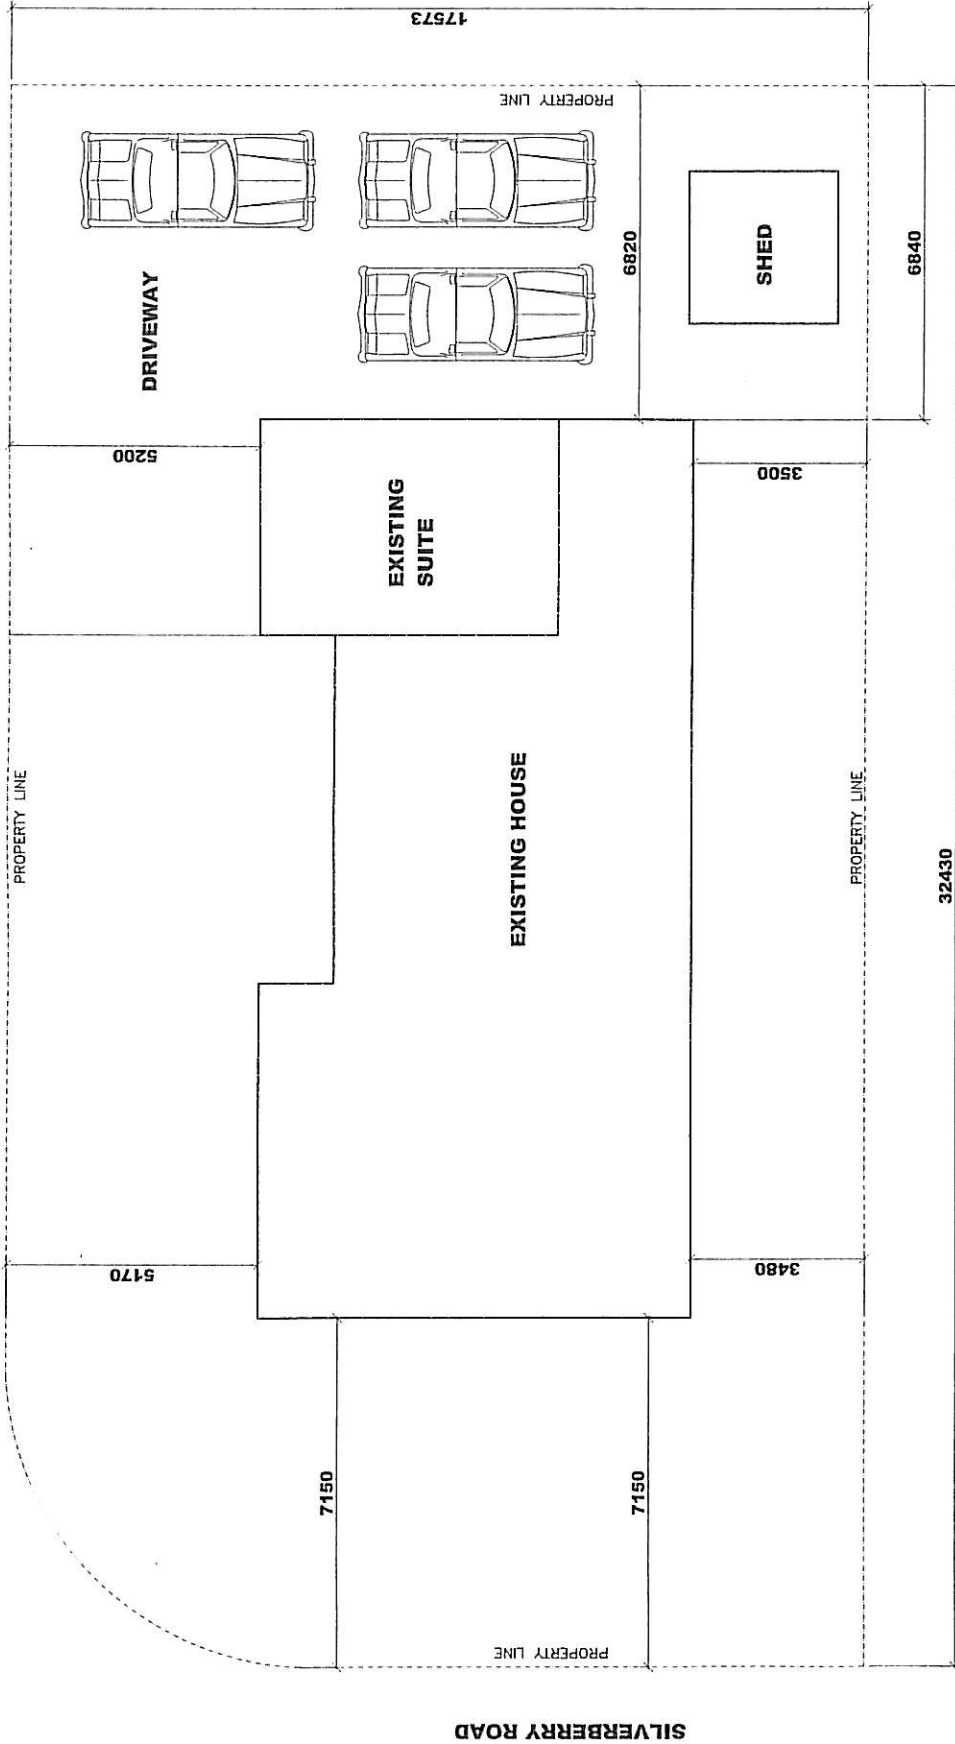 17573
PROPERTY LINE
6820
SHED
6840
DRIVEWAY
5200
EXISTING
SUITE
3500
PROPERTY LINE
EXISTING HOUSE
PROPERTY LINE
32430
5170
3480
7150
7150
PROPERTY LINE
SILVERBERRY ROAD